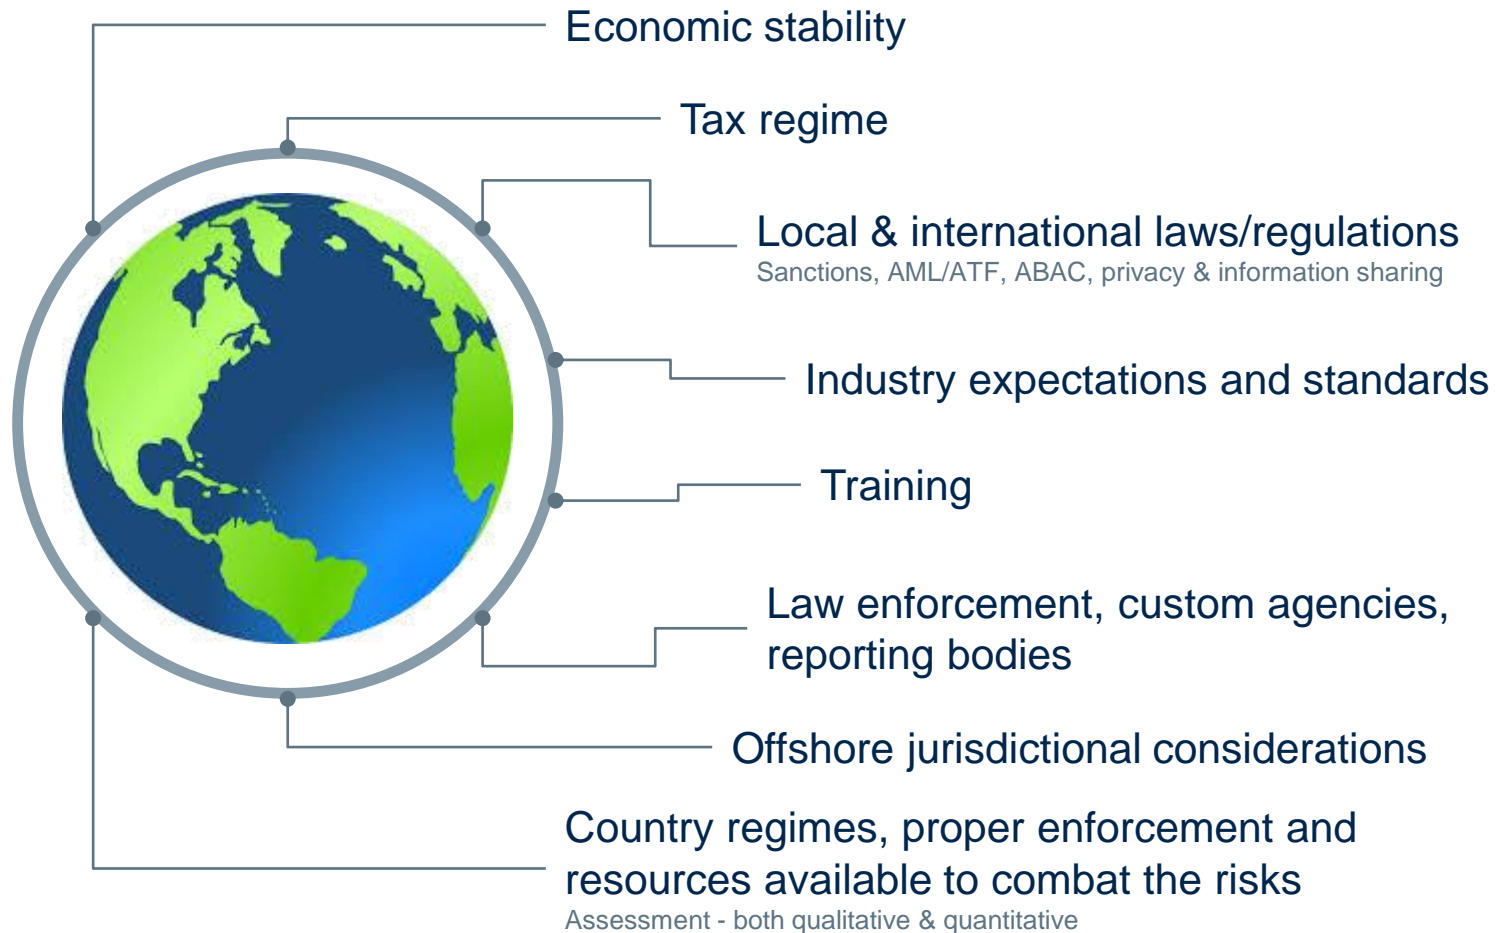 Economic stability
Tax regime
Local & international laws/regulations
Sanctions, AML/ATF, ABAC, privacy & information sharing
Industry expectations and standards
Training
Law enforcement, custom agencies,
reporting bodies
Offshore jurisdictional considerations
Country regimes, proper enforcement and
resources available to combat the risks
Assessment - both qualitative & quantitative